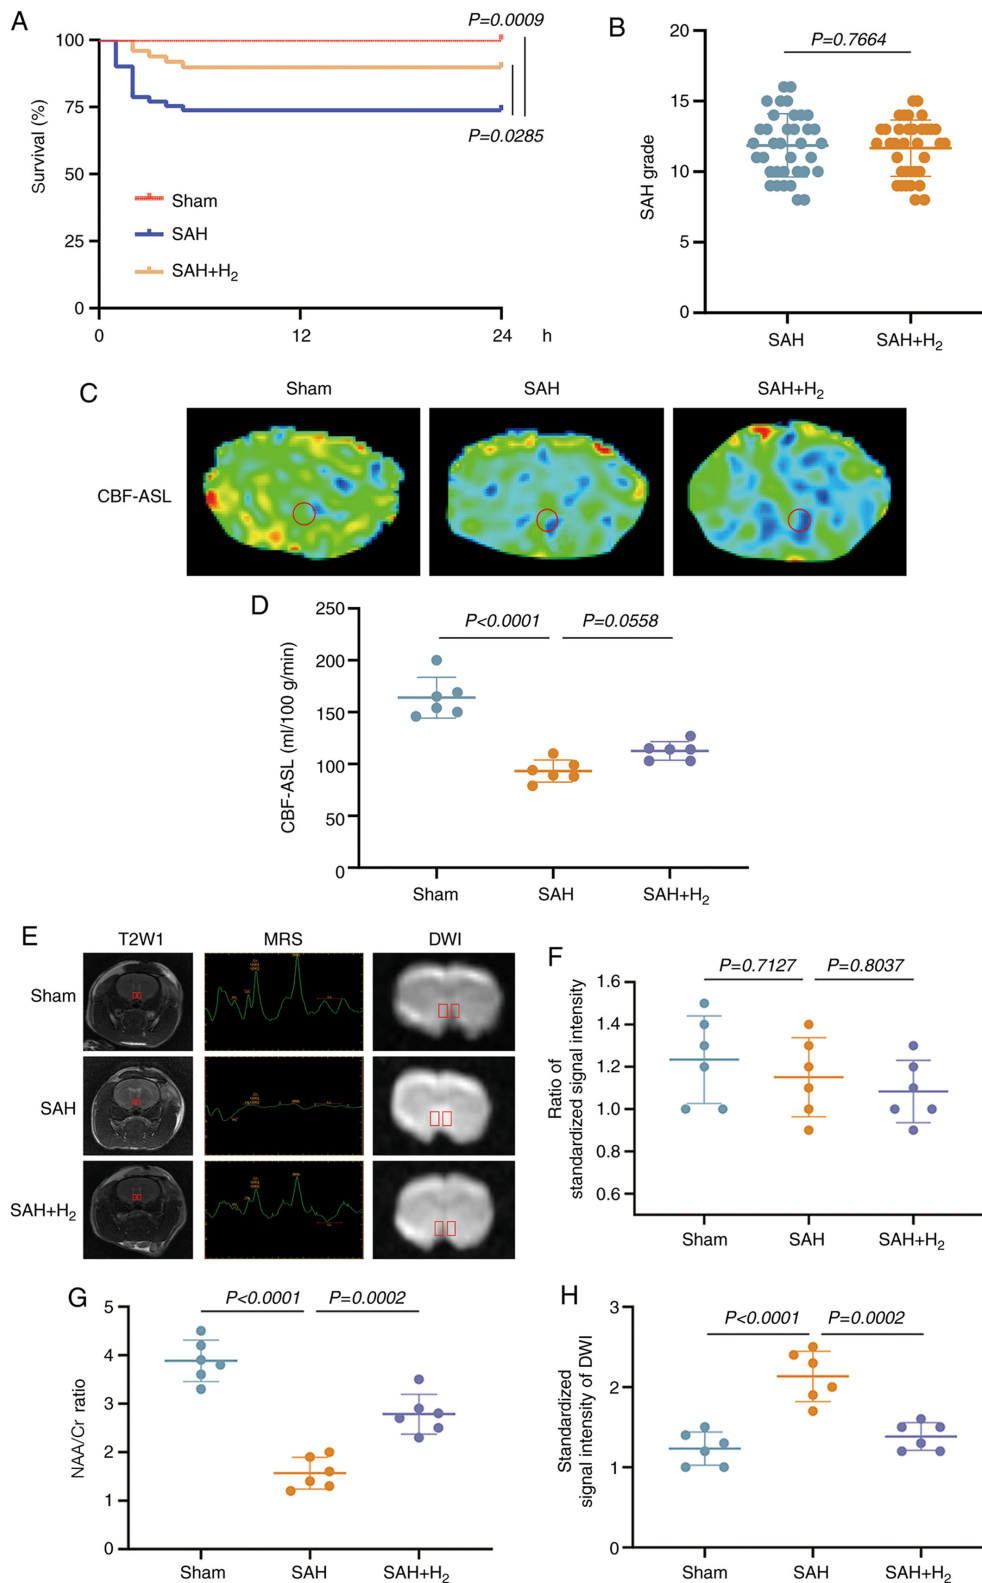 A
P=0.0009
100
75
50
25
0
Survival (%)
P=0.0285
Sham
SAH
SAH+H2
0 12 24 h
B
P=0.7664
20
15
10
5
0
SAH grade
SAH SAH+H2
C
Sham SAH SAH+H2
CBF-ASL
D
P<0.0001 P=0.0558
250
200
150
100
50
0
CBF-ASL (ml/100 g/min)
Sham SAH SAH+H2
E
T2W1 MRS DWI
Sham
SAH
SAH+H2
F
P=0.7127 P=0.8037
1.6
1.4
1.2
1.0
0.8
0.6
Ratio of
standardized signal intensity
Sham SAH SAH+H2
G
P<0.0001 P=0.0002
5
4
3
2
1
0
NAA/Cr ratio
Sham SAH SAH+H2
H
P<0.0001 P=0.0002
3
2
1
0
Standardized
signal intensity of DWI
Sham SAH SAH+H2